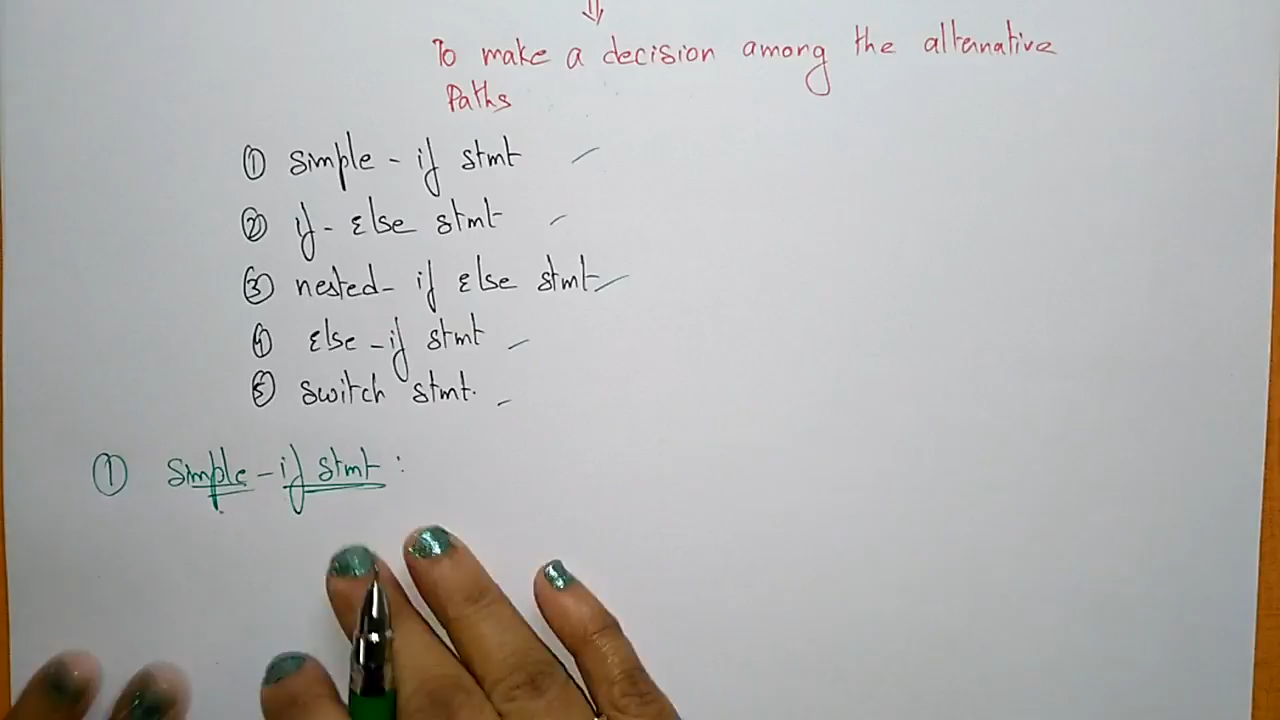 To make a decision among the alternative
Paths
① simple - if stmt
② if - else stmt
③ nested - if else stmt
④ else - if stmt
⑤ switch stmt.
① Simple - if stmt :